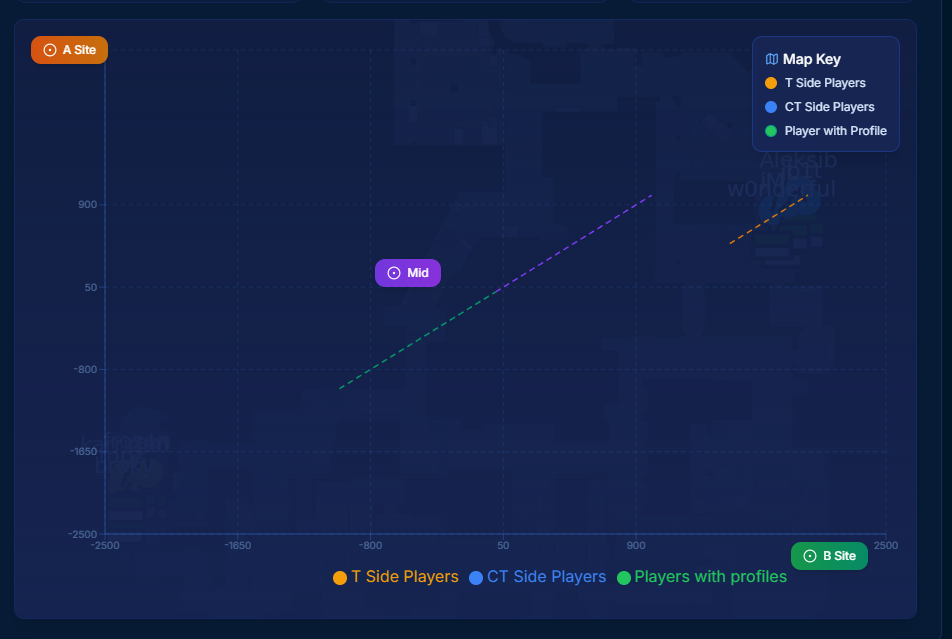 A Site
Map Key
T Side Players
CT Side Players
Player with Profile
Aleksib
iM
w0nderful
900
Mid
50
-800
-1650
-2500
-2500 -1650 -800 50 900 2500
B Site
T Side Players CT Side Players Players with profiles